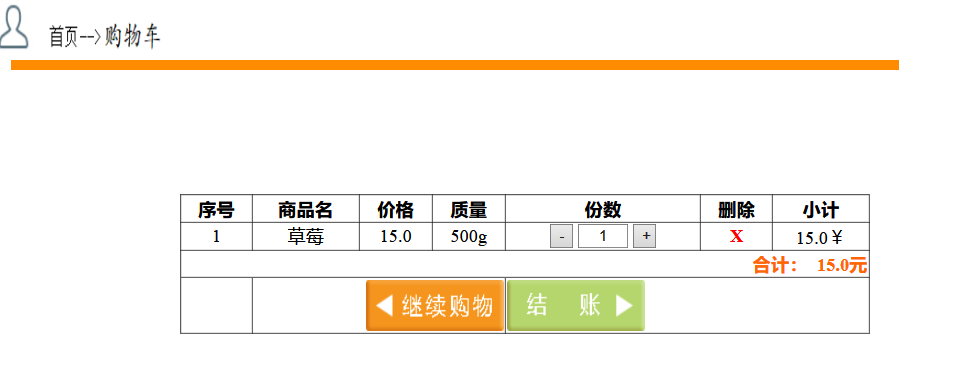 首页-->购物车
序号 商品名 价格 质量 份数 删除 小计
1 草莓 15.0 500g - 1 + X 15.0￥
合计： 15.0元
继续购物 结 账